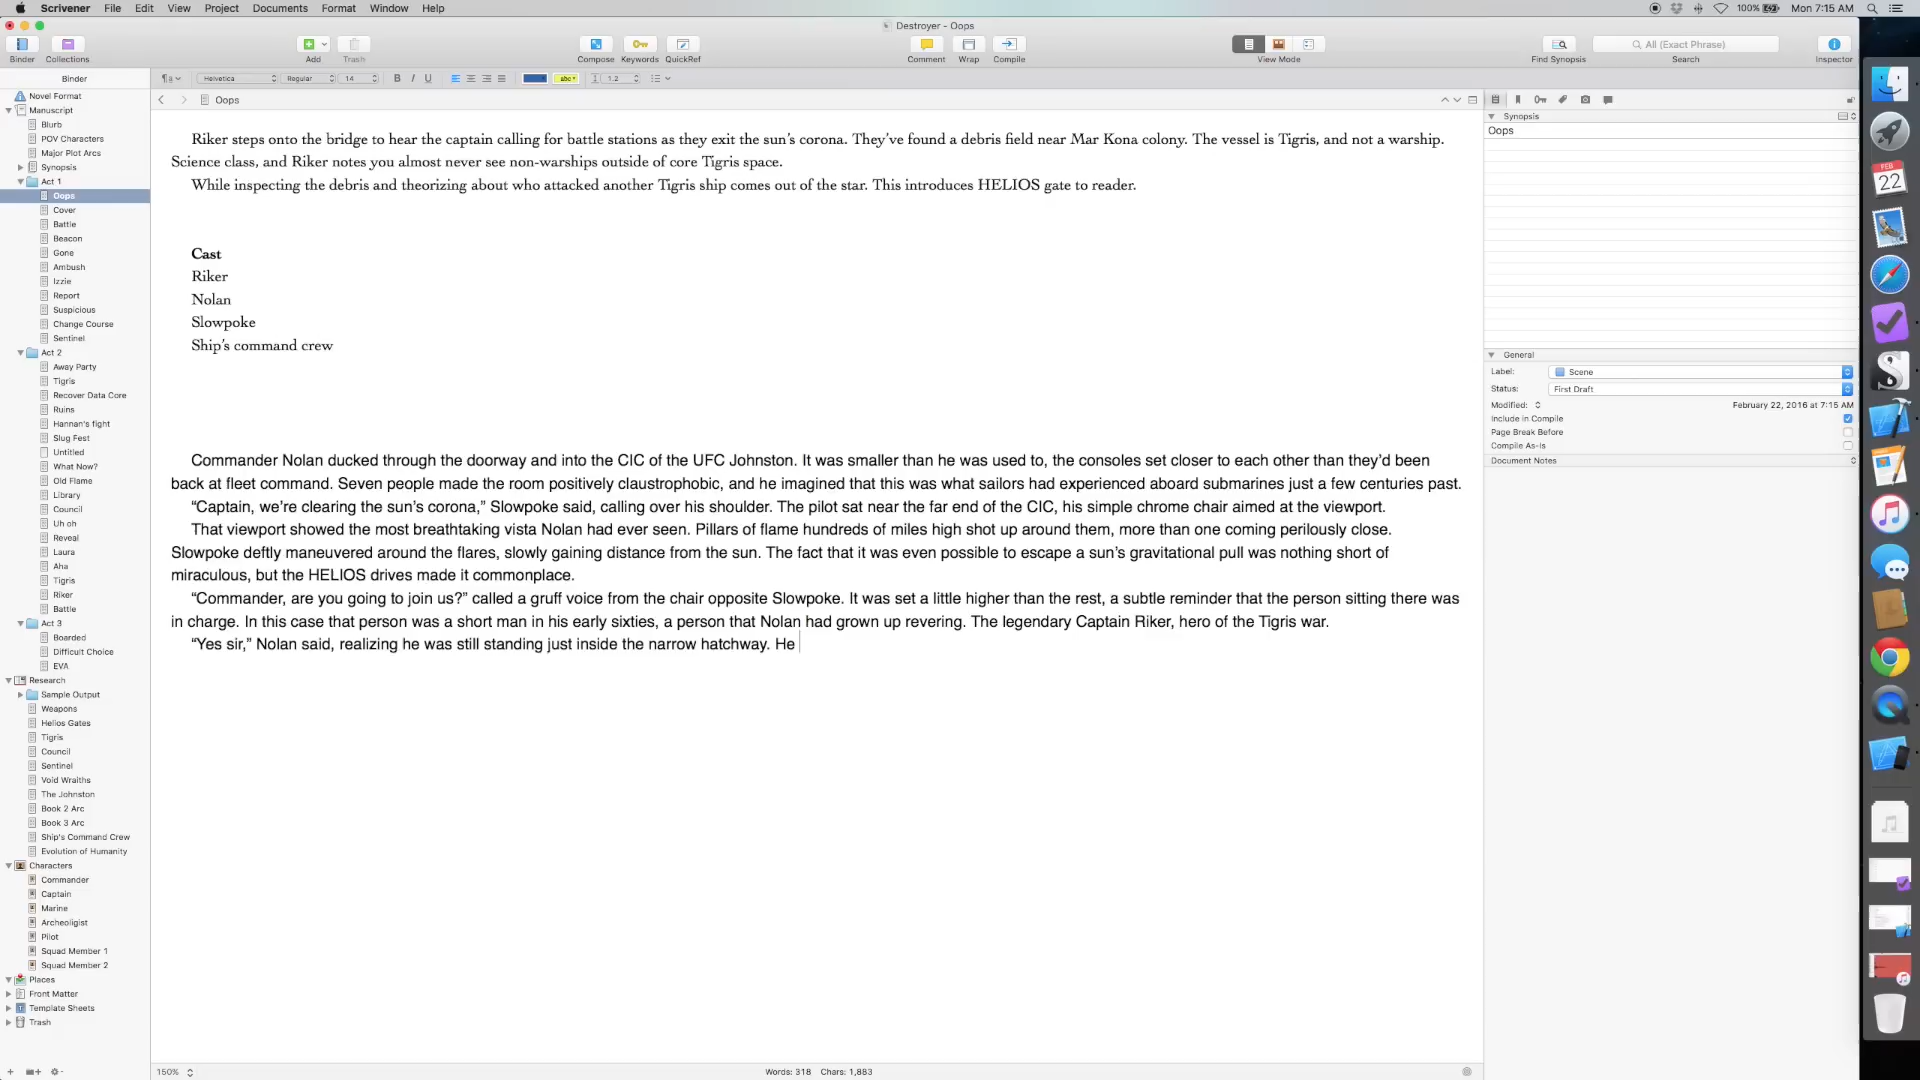 Scrivener File Edit View Project Documents Format Window Help 100% Mon 7:15 AM
Destroyer - Oops
Binder Collections Add Trash Compose Keywords QuickRef Comment Wrap Compile View Mode Find Synopsis All (Exact Phrase) Search Inspector
Binder Helvetica Regular 14 B I U abc 1.2
Oops
Novel Format
Manuscript
Blurb
POV Characters
Major Plot Arcs
Synopsis
Act 1
Oops
Cover
Battle
Beacon
Gone
Ambush
Izzie
Report
Suspicious
Change Course
Sentinel
Act 2
Away Party
Tigris
Recover Data Core
Ruins
Hannan's fight
Slug Fest
Untitled
What Now?
Old Flame
Library
Council
Uh oh
Reveal
Laura
Aha
Tigris
Riker
Battle
Act 3
Boarded
Difficult Choice
EVA
Research
Sample Output
Weapons
Helios Gates
Tigris
Council
Sentinel
Void Wraiths
The Johnston
Book 2 Arc
Book 3 Arc
Ship's Command Crew
Evolution of Humanity
Characters
Commander
Captain
Marine
Archeoligist
Pilot
Squad Member 1
Squad Member 2
Places
Front Matter
Template Sheets
Trash
Riker steps onto the bridge to hear the captain calling for battle stations as they exit the sun's corona. They've found a debris field near Mar Kona colony. The vessel is Tigris, and not a warship.
Science class, and Riker notes you almost never see non-warships outside of core Tigris space.
While inspecting the debris and theorizing about who attacked another Tigris ship comes out of the star. This introduces HELIOS gate to reader.
Cast
Riker
Nolan
Slowpoke
Ship's command crew
Commander Nolan ducked through the doorway and into the CIC of the UFC Johnston. It was smaller than he was used to, the consoles set closer to each other than they'd been
back at fleet command. Seven people made the room positively claustrophobic, and he imagined that this was what sailors had experienced aboard submarines just a few centuries past.
“Captain, we're clearing the sun's corona,” Slowpoke said, calling over his shoulder. The pilot sat near the far end of the CIC, his simple chrome chair aimed at the viewport.
That viewport showed the most breathtaking vista Nolan had ever seen. Pillars of flame hundreds of miles high shot up around them, more than one coming perilously close.
Slowpoke deftly maneuvered around the flares, slowly gaining distance from the sun. The fact that it was even possible to escape a sun's gravitational pull was nothing short of
miraculous, but the HELIOS drives made it commonplace.
“Commander, are you going to join us?” called a gruff voice from the chair opposite Slowpoke. It was set a little higher than the rest, a subtle reminder that the person sitting there was
in charge. In this case that person was a short man in his early sixties, a person that Nolan had grown up revering. The legendary Captain Riker, hero of the Tigris war.
“Yes sir,” Nolan said, realizing he was still standing just inside the narrow hatchway. He
150% Words: 318 Chars: 1,883
Synopsis
Oops
General
Label: Scene
Status: First Draft
Modified: February 22, 2016 at 7:15 AM
Include in Compile
Page Break Before
Compile As-Is
Document Notes
FEB
22